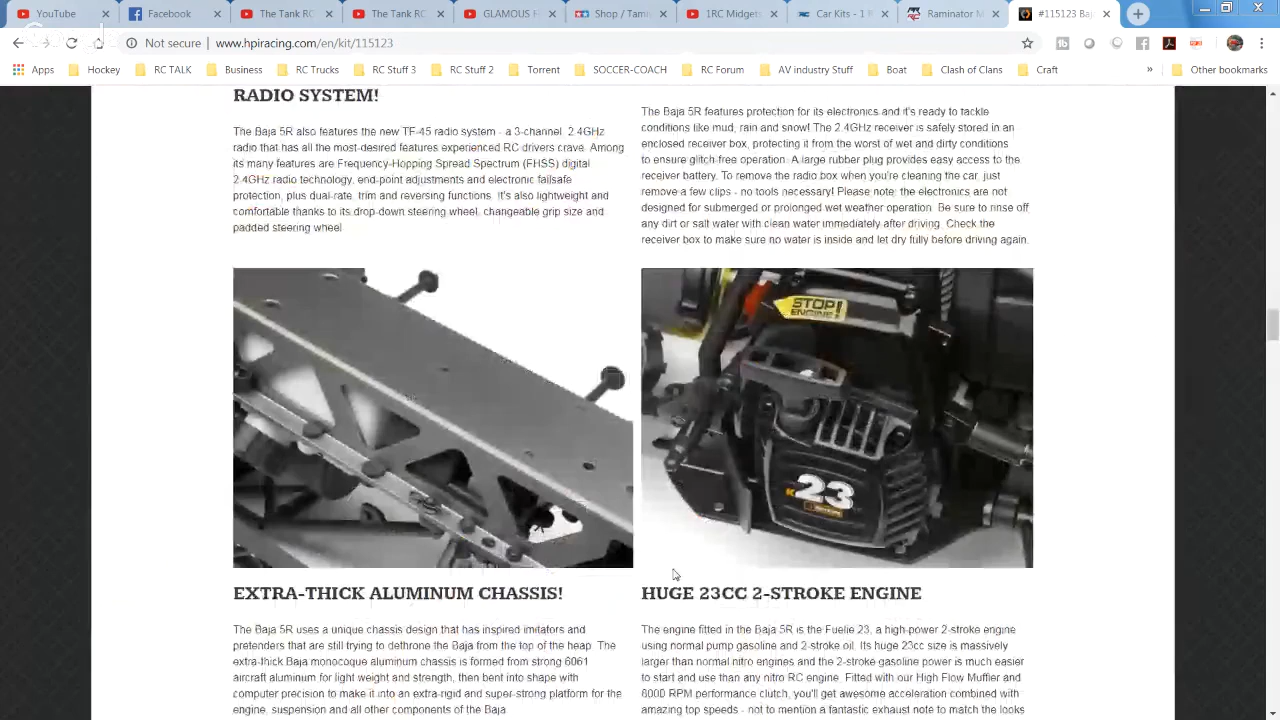 YouTube
Facebook
The Tank RC
The Tank RC
GLAMOUS H
Shop / Tami
1RC Midgets
Car Kits - 1
Raminator M
#115123 Baj
Not secure
www.hpiracing.com/en/kit/115123
Apps
Hockey
RC TALK
Business
RC Trucks
RC Stuff 3
RC Stuff 2
Torrent
SOCCER-COACH
RC Forum
AV industry Stuff
Boat
Clash of Clans
Craft
»
Other bookmarks
RADIO SYSTEM!
The Baja 5R also features the new TF-45 radio system - a 3-channel, 2.4GHz
radio that has all the most-desired features experienced RC drivers crave. Among
its many features are Frequency-Hopping Spread Spectrum (FHSS) digital
2.4GHz radio technology, end-point adjustments and electronic failsafe
protection, plus dual-rate, trim and reversing functions. It's also lightweight and
comfortable thanks to its drop-down steering wheel, changeable grip size and
padded steering wheel
The Baja 5R features protection for its electronics and it's ready to tackle
conditions like mud, rain and snow! The 2.4GHz receiver is safely stored in an
enclosed receiver box, protecting it from the worst of wet and dirty conditions
to ensure glitch-free operation. A large rubber plug provides easy access to the
receiver battery. To remove the radio box when you're cleaning the car, just
remove a few clips - no tools necessary! Please note: the electronics are not
designed for submerged or prolonged wet weather operation. Be sure to rinse off
any dirt or salt water with clean water immediately after driving. Check the
receiver box to make sure no water is inside and let dry fully before driving again.
STOP!
ENGINE
K 23
EXTRA-THICK ALUMINUM CHASSIS!
The Baja 5R uses a unique chassis design that has inspired imitators and
pretenders that are still trying to dethrone the Baja from the top of the heap. The
extra-thick Baja monocoque aluminum chassis is formed from strong 6061
aircraft aluminum for light weight and strength, then bent into shape with
computer precision to make it into an extra-rigid and super-strong platform for the
engine, suspension and all other components of the Baja
HUGE 23CC 2-STROKE ENGINE
The engine fitted in the Baja 5R is the Fuelie 23, a high-power 2-stroke engine
using normal pump gasoline and 2-stroke oil. Its huge 23cc size is massively
larger than normal nitro engines and the 2-stroke gasoline power is much easier
to start and use than any nitro RC engine. Fitted with our High Flow Muffler and
6000 RPM performance clutch, you'll get awesome acceleration combined with
amazing top speeds - not to mention a fantastic exhaust note to match the looks